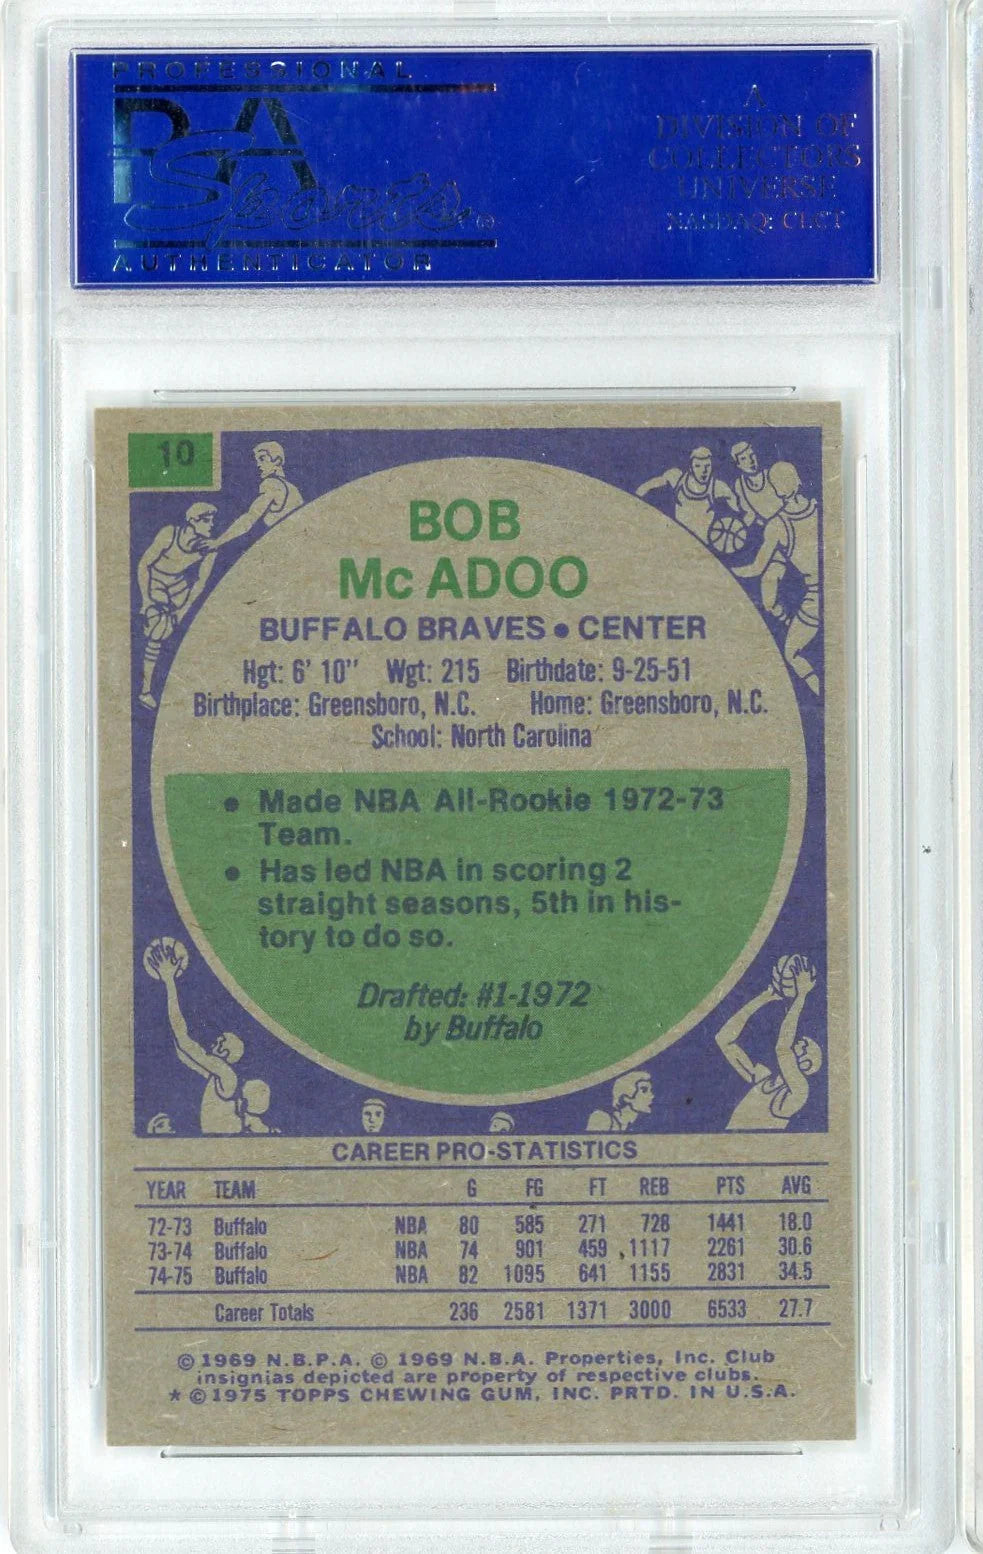 PROFESSIONAL
PSA
Sports ®
AUTHENTICATOR
A
DIVISION OF
COLLECTORS
UNIVERSE
NASDAQ: CLCT
10
BOB
McADOO
BUFFALO BRAVES • CENTER
Hgt: 6' 10" Wgt: 215 Birthdate: 9-25-51
Birthplace: Greensboro, N.C. Home: Greensboro, N.C.
School: North Carolina
• Made NBA All-Rookie 1972-73
Team.
• Has led NBA in scoring 2
straight seasons, 5th in his-
tory to do so.
Drafted: #1-1972
by Buffalo
CAREER PRO-STATISTICS
YEAR TEAM G FG FT REB PTS AVG
72-73 Buffalo NBA 80 585 271 728 1441 18.0
73-74 Buffalo NBA 74 901 459 1117 2261 30.6
74-75 Buffalo NBA 82 1095 641 1155 2831 34.5
Career Totals 236 2581 1371 3000 6533 27.7
© 1969 N.B.P.A. © 1969 N.B.A. Properties, Inc. Club
insignias depicted are property of respective clubs.
* © 1975 TOPPS CHEWING GUM, INC. PRTD. IN U.S.A.